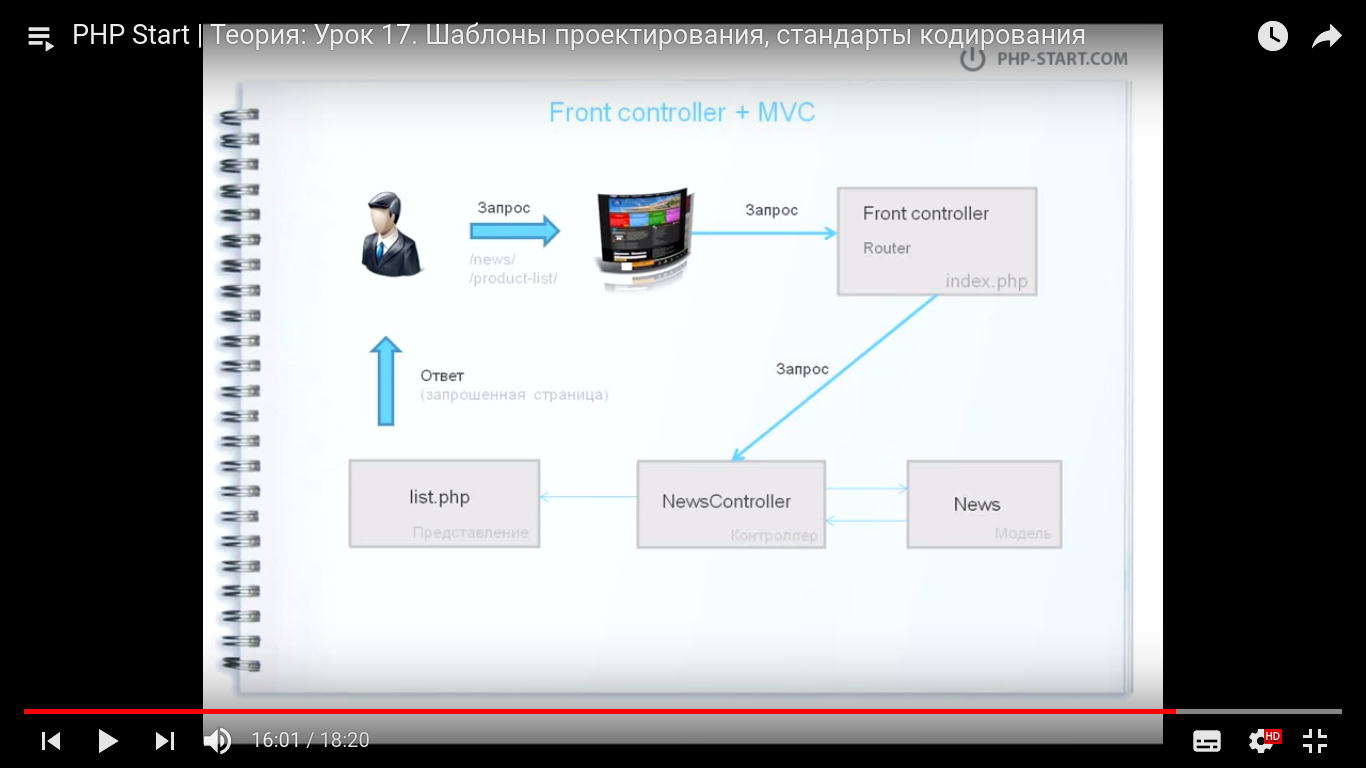 PHP Start | Теория: Урок 17. Шаблоны проектирования, стандарты кодирования
PHP-START.COM
Front controller + MVC
Запрос
/news/
/product-list/
Запрос
Front controller
Router
index.php
Запрос
Ответ
(запрошенная страница)
list.php
Представление
NewsController
Контроллер
News
Модель
16:01 / 18:20
HD